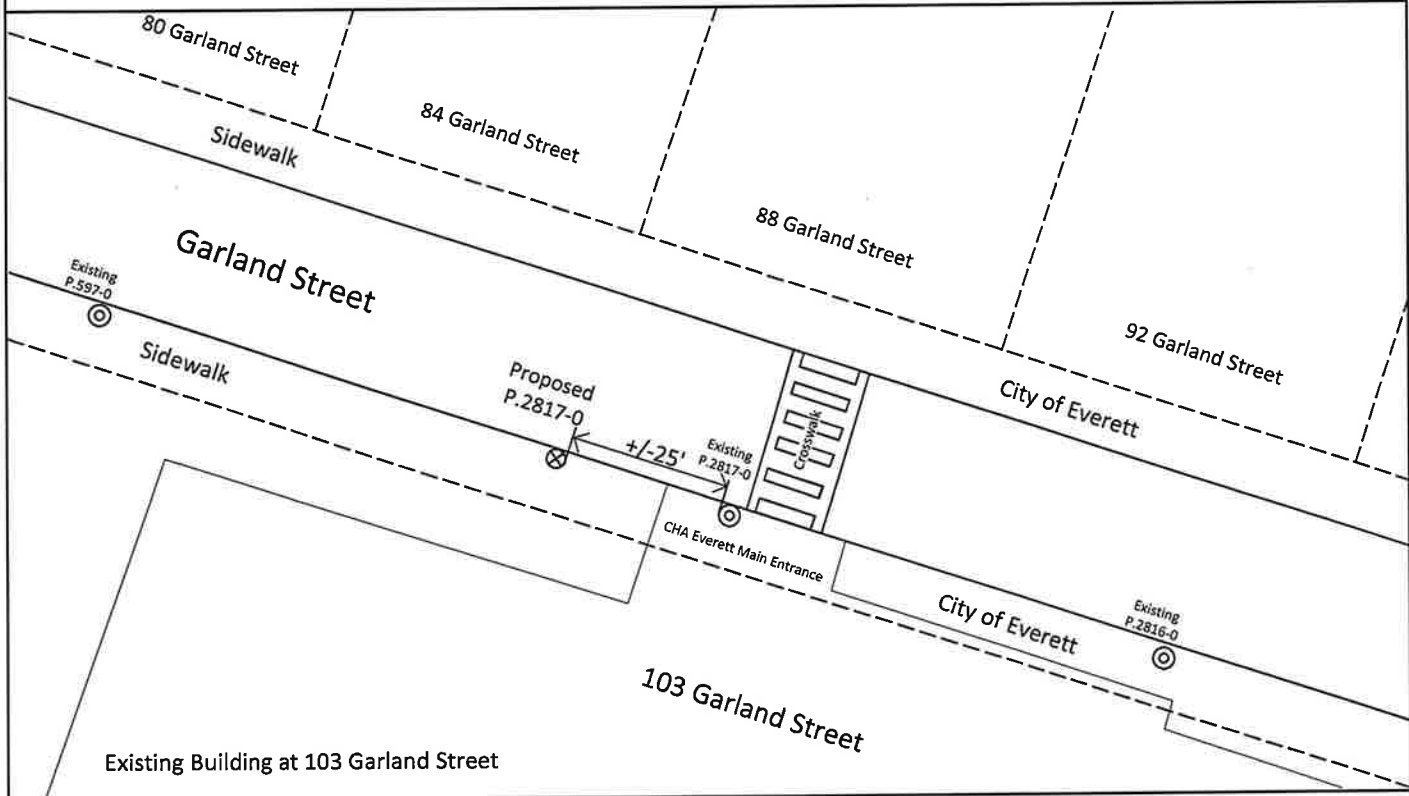 80 Garland Street
84 Garland Street
Sidewalk
88 Garland Street
Garland Street
Existing
P.597-0
92 Garland Street
Sidewalk
Proposed
P.2817-0
City of Everett
Crosswalk
+/-25'
Existing
P.2817-0
CHA Everett Main Entrance
City of Everett
Existing
P.2816-0
103 Garland Street
Existing Building at 103 Garland Street